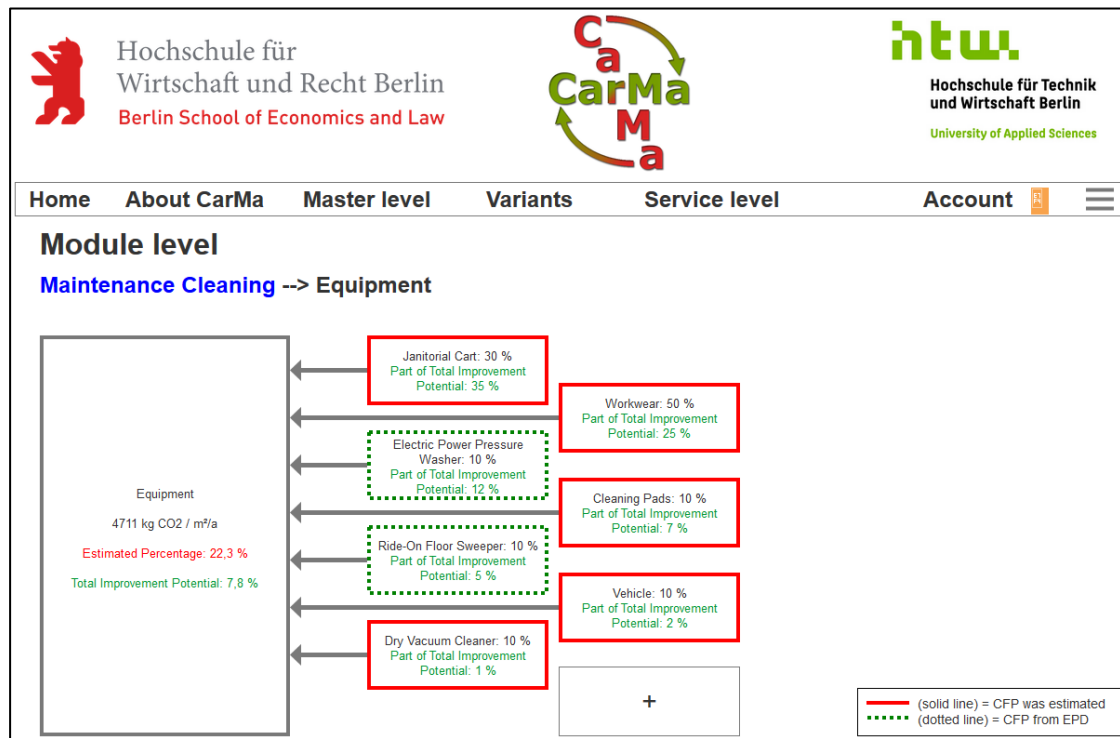 Hochschule für
Wirtschaft und Recht Berlin
Berlin School of Economics and Law
Ca
CarMa
Ma
htw.
Hochschule für Technik
und Wirtschaft Berlin
University of Applied Sciences
Home About CarMa Master level Variants Service level Account
Module level
Maintenance Cleaning --> Equipment
Equipment
4711 kg CO2 / m²/a
Estimated Percentage: 22,3 %
Total Improvement Potential: 7,8 %
Janitorial Cart: 30 %
Part of Total Improvement
Potential: 35 %
Workwear: 50 %
Part of Total Improvement
Potential: 25 %
Electric Power Pressure
Washer: 10 %
Part of Total Improvement
Potential: 12 %
Cleaning Pads: 10 %
Part of Total Improvement
Potential: 7 %
Ride-On Floor Sweeper: 10 %
Part of Total Improvement
Potential: 5 %
Vehicle: 10 %
Part of Total Improvement
Potential: 2 %
Dry Vacuum Cleaner: 10 %
Part of Total Improvement
Potential: 1 %
+
(solid line) = CFP was estimated
(dotted line) = CFP from EPD